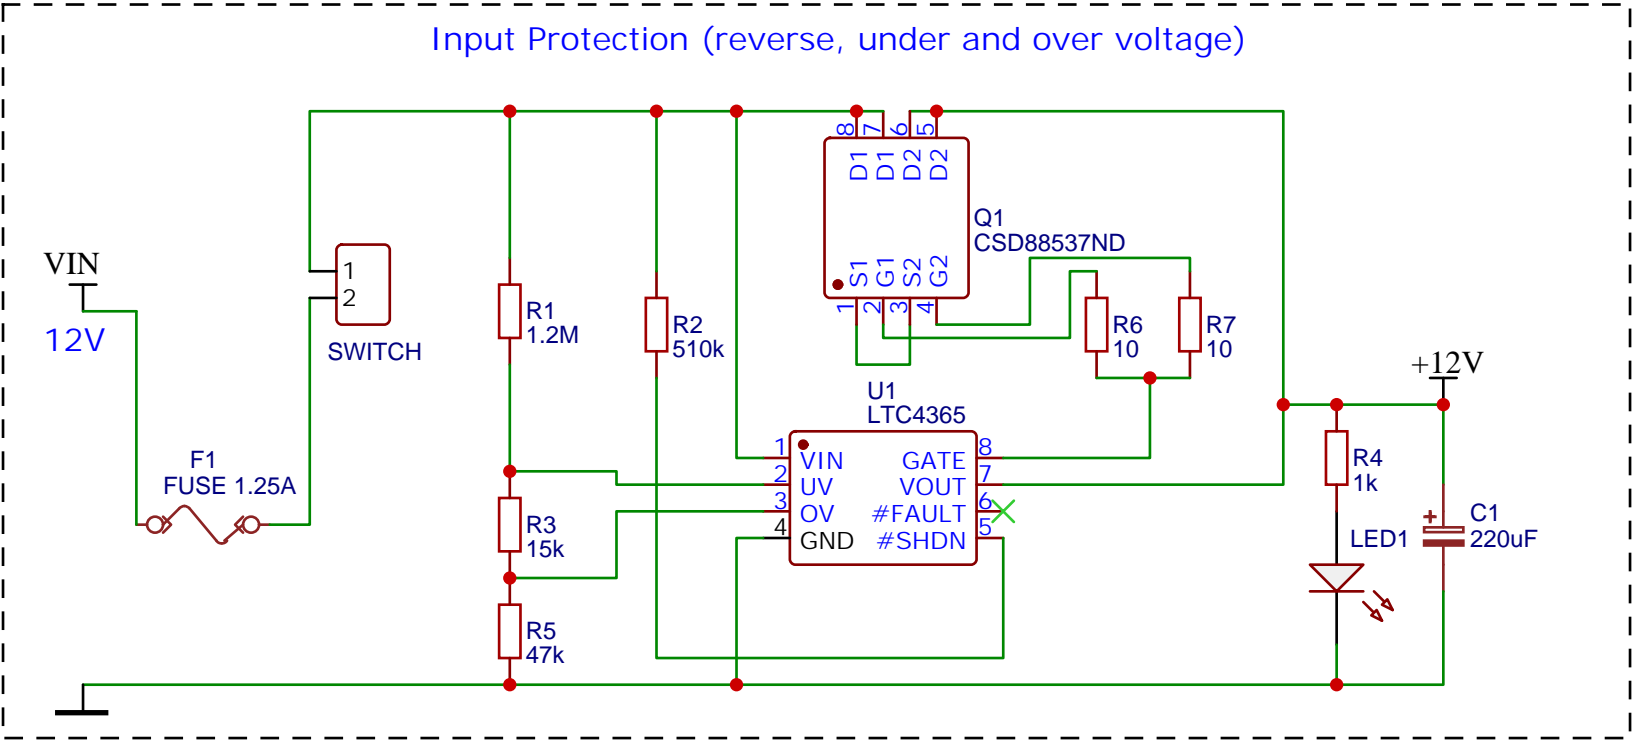 Input Protection (reverse, under and over voltage)
8
7
6
5
D1
D1
D2
D2
Q1
CSD88537ND
S1
G1
S2
G2
1
2
3
4
VIN
12V
1
2
SWITCH
R1
1.2M
R2
510k
R6
10
R7
10
+12V
U1
LTC4365
1
2
3
4
VIN
UV
OV
GND
GATE
VOUT
#FAULT
#SHDN
8
7
6
5
F1
FUSE 1.25A
R3
15k
R5
47k
R4
1k
LED1
+
C1
220uF